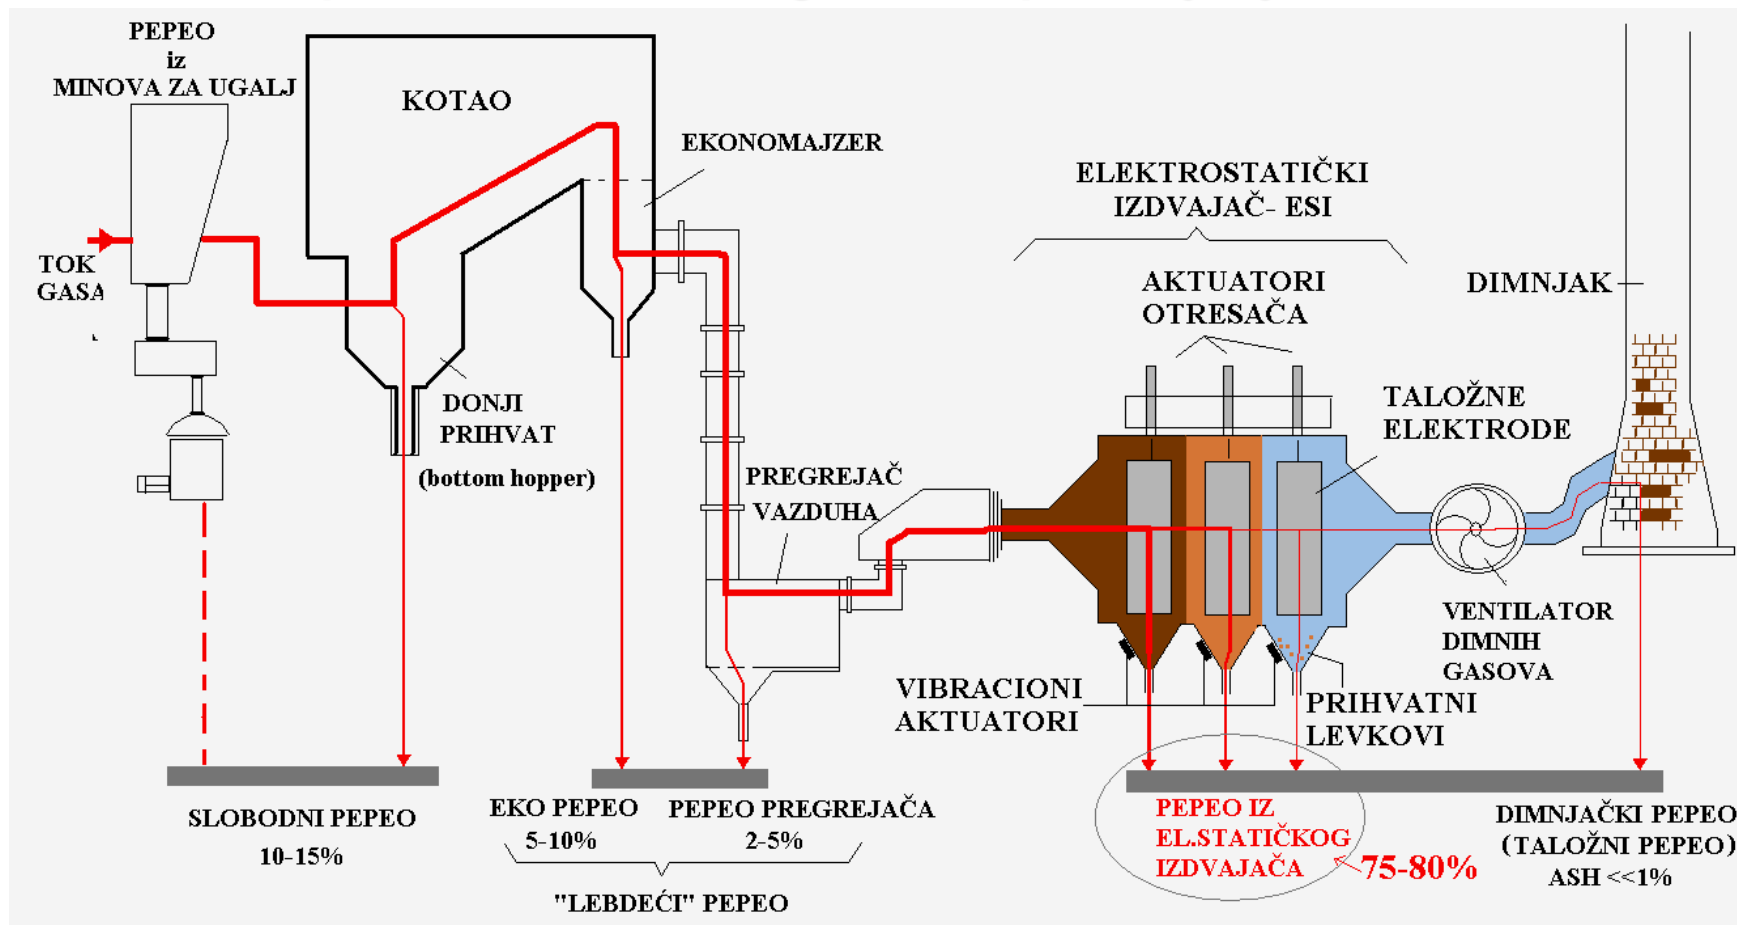 PEPEO
iz
MINOVA ZA UGALJ
KOTAO
EKONOMAJZER
ELEKTROSTATIČKI
IZDVAJAČ- ESI
TOK
GASA
AKTUATORI
OTRESAČA
DIMNJAK
DONJI
PRIHVAT
(bottom hopper)
TALOŽNE
ELEKTRODE
PREGREJAČ
VAZDUHA
VENTILATOR
DIMNIH
GASOVA
VIBRACIONI
AKTUATORI
PRIHVATNI
LEVKOVI
SLOBODNI PEPEO
10-15%
EKO PEPEO
5-10%
PEPEO PREGREJAČA
2-5%
"LEBDEĆI" PEPEO
PEPEO IZ
EL.STATIČKOG
IZDVAJAČA
75-80%
DIMNJAČKI PEPEO
(TALOŽNI PEPEO)
ASH <<1%